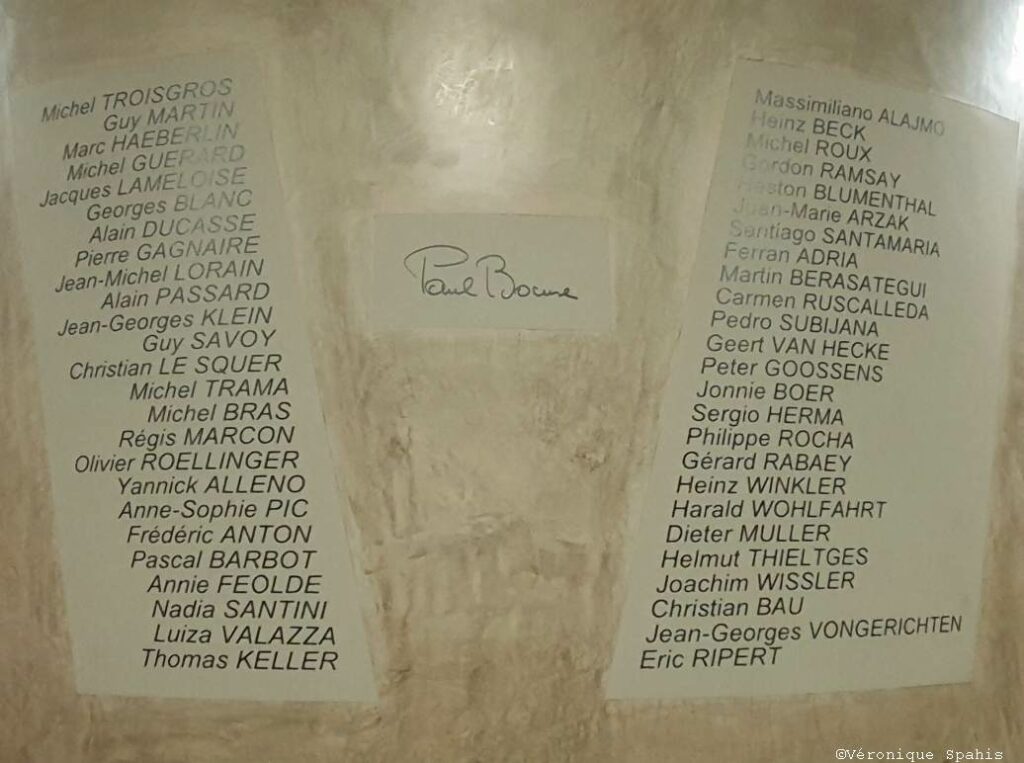 Michel TROISGROS
Guy MARTIN
Marc HAEBERLIN
Michel GUERARD
Jacques LAMELOISE
Georges BLANC
Alain DUCASSE
Pierre GAGNAIRE
Jean-Michel LORAIN
Alain PASSARD
Jean-Georges KLEIN
Guy SAVOY
Christian LE SQUER
Michel TRAMA
Michel BRAS
Régis MARCON
Olivier ROELLINGER
Yannick ALLENO
Anne-Sophie PIC
Frédéric ANTON
Pascal BARBOT
Annie FEOLDE
Nadia SANTINI
Luiza VALAZZA
Thomas KELLER
Paul Bocuse
Massimiliano ALAJMO
Heinz BECK
Michel ROUX
Gordon RAMSAY
Heston BLUMENTHAL
Juan-Marie ARZAK
Santiago SANTAMARIA
Ferran ADRIA
Martin BERASATEGUI
Carmen RUSCALLEDA
Pedro SUBIJANA
Geert VAN HECKE
Peter GOOSSENS
Jonnie BOER
Sergio HERMA
Philippe ROCHA
Gérard RABAEY
Heinz WINKLER
Harald WOHLFAHRT
Dieter MULLER
Helmut THIELTGES
Joachim WISSLER
Christian BAU
Jean-Georges VONGERICHTEN
Eric RIPERT
©Véronique Spahis